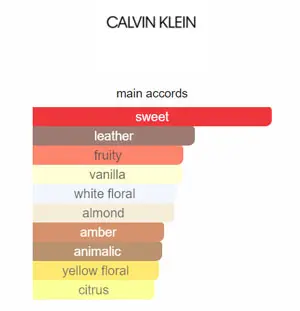 CALVIN KLEIN
main accords
sweet
leather
fruity
vanilla
white floral
almond
amber
animalic
yellow floral
citrus